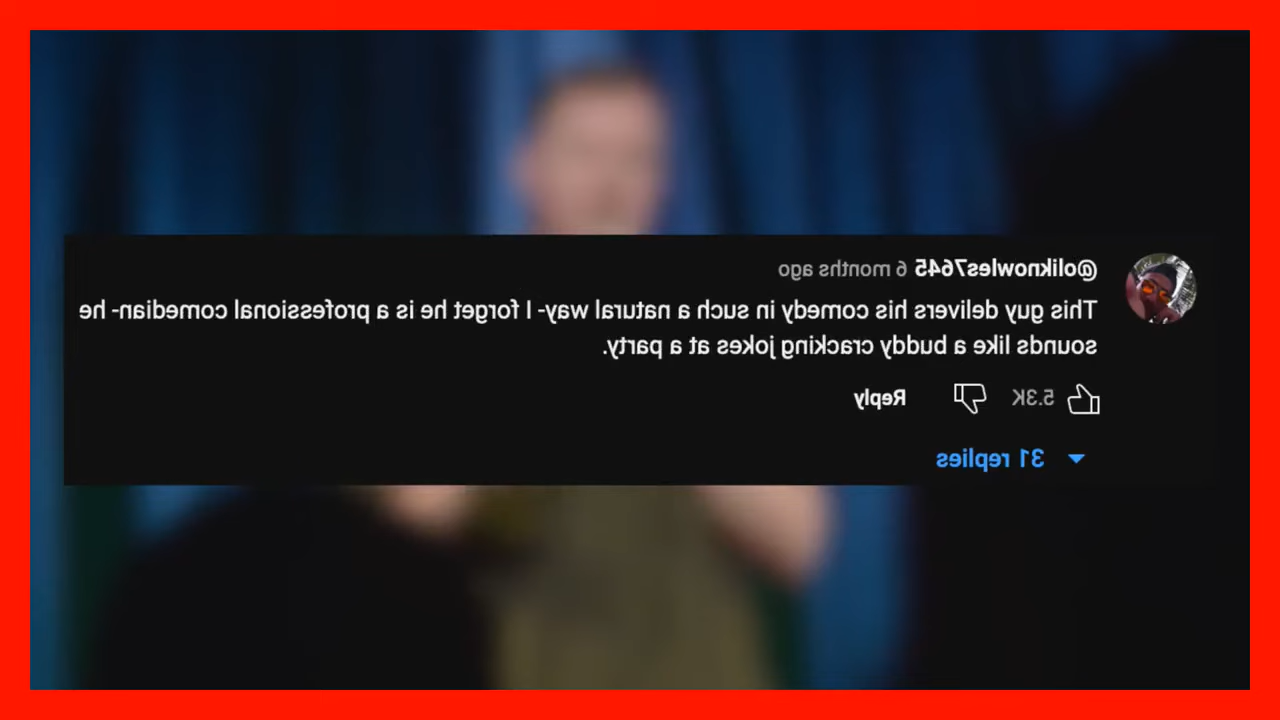 @oliknowles7645 6 months ago
This guy delivers his comedy in such a natural way- I forget he is a professional comedian- he
sounds like a buddy cracking jokes at a party.
5.3K Reply
31 replies